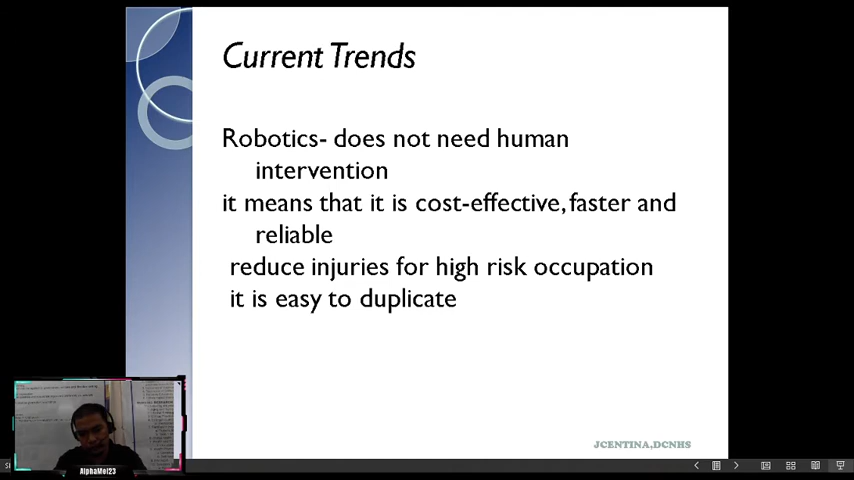 Current Trends
Robotics- does not need human
intervention
it means that it is cost-effective, faster and
reliable
reduce injuries for high risk occupation
it is easy to duplicate
JCENTINA,DCNHS
AlphaMel23